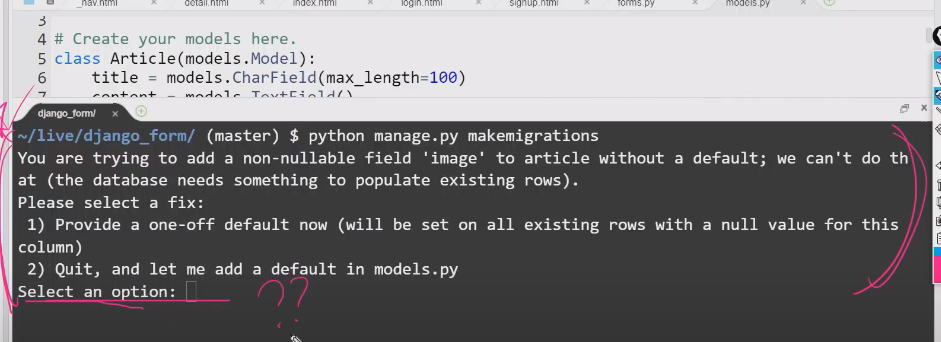 _nav.html detail.html index.html login.html signup.html forms.py models.py
3
4 # Create your models here.
5 class Article(models.Model):
6 title = models.CharField(max_length=100)
7 content = models.TextField()
django_form/
~/live/django_form/ (master) $ python manage.py makemigrations
You are trying to add a non-nullable field 'image' to article without a default; we can't do th
at (the database needs something to populate existing rows).
Please select a fix:
1) Provide a one-off default now (will be set on all existing rows with a null value for this
column)
2) Quit, and let me add a default in models.py
Select an option:
??